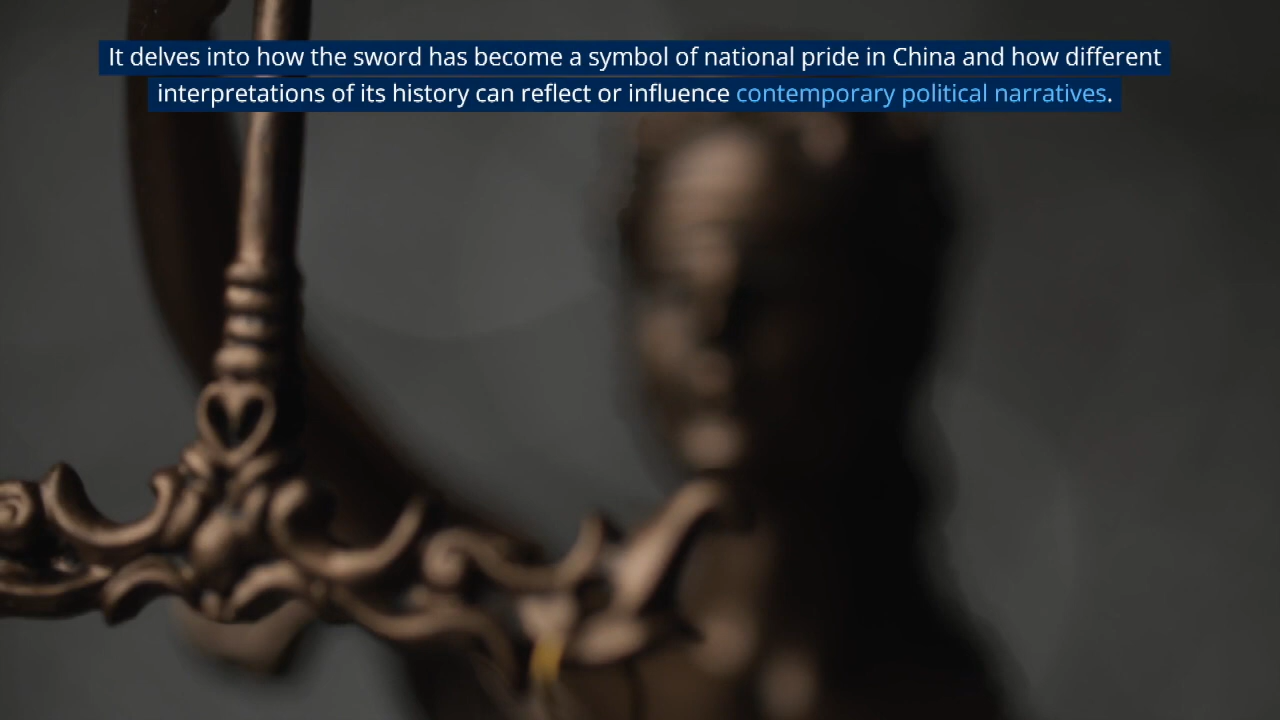 It delves into how the sword has become a symbol of national pride in China and how different
interpretations of its history can reflect or influence contemporary political narratives.